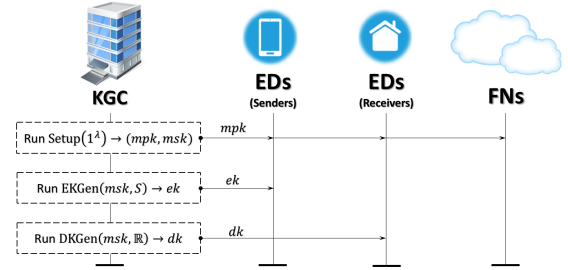 KGC
EDs
(Senders)
EDs
(Receivers)
FNs
Run Setup(1^λ) → (mpk, msk)
mpk
Run EKGen(msk, S) → ek
ek
Run DKGen(msk, ℝ) → dk
dk